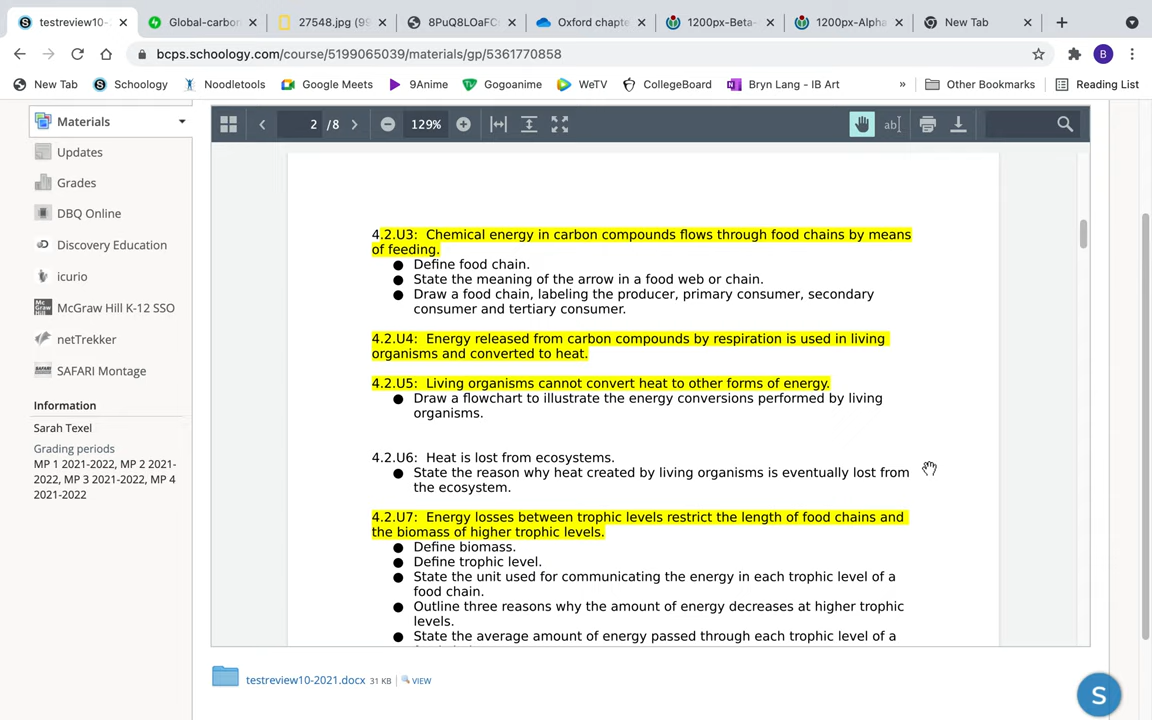 testreview10-
Global-carbon
27548.jpg (99
8PuQ8LOaFC
Oxford chapte
1200px-Beta-
1200px-Alpha
New Tab
bcps.schoology.com/course/5199065039/materials/gp/5361770858
B
New Tab
Schoology
Noodletools
Google Meets
9Anime
Gogoanime
WeTV
CollegeBoard
Bryn Lang - IB Art
»
Other Bookmarks
Reading List
Materials
Updates
Grades
DBQ Online
Discovery Education
icurio
McGraw Hill K-12 SSO
netTrekker
SAFARI Montage
Information
Sarah Texel
Grading periods
MP 1 2021-2022, MP 2 2021-
2022, MP 3 2021-2022, MP 4
2021-2022
2 /8
129%
ab
4.2.U3: Chemical energy in carbon compounds flows through food chains by means
of feeding.
● Define food chain.
● State the meaning of the arrow in a food web or chain.
● Draw a food chain, labeling the producer, primary consumer, secondary
consumer and tertiary consumer.
4.2.U4: Energy released from carbon compounds by respiration is used in living
organisms and converted to heat.
4.2.U5: Living organisms cannot convert heat to other forms of energy.
● Draw a flowchart to illustrate the energy conversions performed by living
organisms.
4.2.U6: Heat is lost from ecosystems.
● State the reason why heat created by living organisms is eventually lost from
the ecosystem.
4.2.U7: Energy losses between trophic levels restrict the length of food chains and
the biomass of higher trophic levels.
● Define biomass.
● Define trophic level.
● State the unit used for communicating the energy in each trophic level of a
food chain.
● Outline three reasons why the amount of energy decreases at higher trophic
levels.
● State the average amount of energy passed through each trophic level of a
testreview10-2021.docx 31 KB VIEW
S